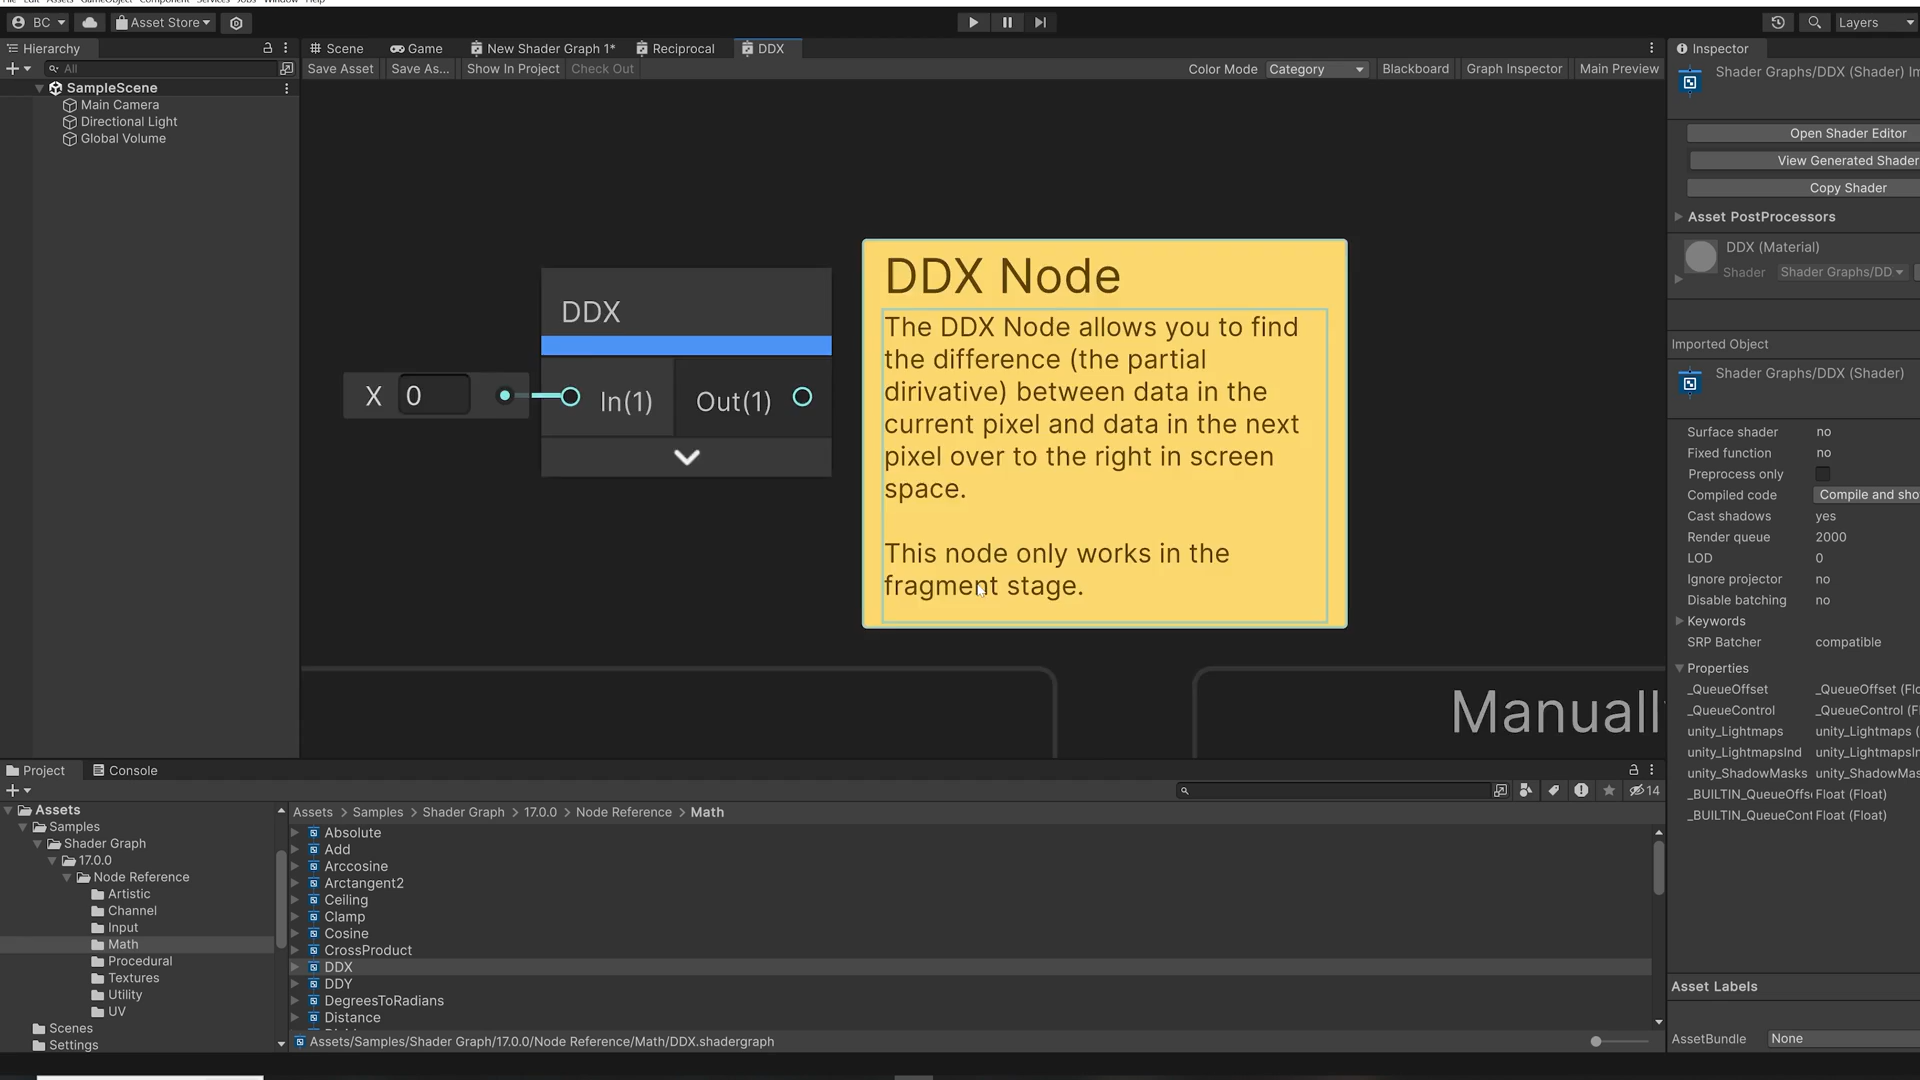 BC
Asset Store
Layers
Hierarchy
Scene
Game
New Shader Graph 1*
Reciprocal
DDX
Inspector
All
Save Asset
Save As...
Show In Project
Check Out
Color Mode
Category
Blackboard
Graph Inspector
Main Preview
Shader Graphs/DDX (Shader) Im
SampleScene
Main Camera
Directional Light
Global Volume
Open Shader Editor
View Generated Shader
Copy Shader
Asset PostProcessors
DDX (Material)
Shader
Shader Graphs/DD
Imported Object
Shader Graphs/DDX (Shader)
DDX
X 0
In(1)
Out(1)
DDX Node
The DDX Node allows you to find
the difference (the partial
dirivative) between data in the
current pixel and data in the next
pixel over to the right in screen
space.
This node only works in the
fragment stage.
Manuall
Surface shader no
Fixed function no
Preprocess only
Compiled code Compile and sho
Cast shadows yes
Render queue 2000
LOD 0
Ignore projector no
Disable batching no
Keywords
SRP Batcher compatible
Properties
_QueueOffset _QueueOffset (Flo
_QueueControl _QueueControl (Fl
unity_Lightmaps unity_Lightmaps (
unity_LightmapsInd unity_LightmapsIn
unity_ShadowMasks unity_ShadowMas
_BUILTIN_QueueOffs Float (Float)
_BUILTIN_QueueCont Float (Float)
Asset Labels
AssetBundle None
Project
Console
14
Assets
Samples
Shader Graph
17.0.0
Node Reference
Artistic
Channel
Input
Math
Procedural
Textures
Utility
UV
Scenes
Settings
Assets > Samples > Shader Graph > 17.0.0 > Node Reference > Math
Absolute
Add
Arccosine
Arctangent2
Ceiling
Clamp
Cosine
CrossProduct
DDX
DDY
DegreesToRadians
Distance
Assets/Samples/Shader Graph/17.0.0/Node Reference/Math/DDX.shadergraph